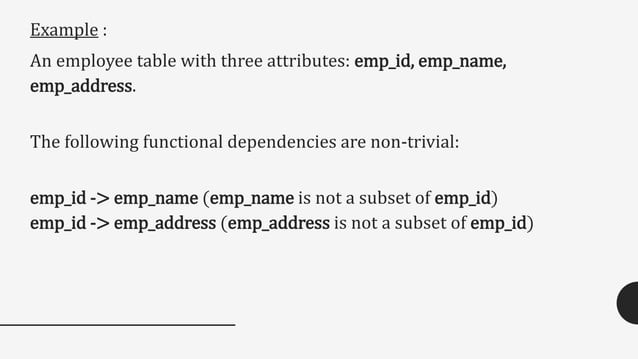 Example :
An employee table with three attributes: emp_id, emp_name,
emp_address.
The following functional dependencies are non-trivial:
emp_id -> emp_name (emp_name is not a subset of emp_id)
emp_id -> emp_address (emp_address is not a subset of emp_id)